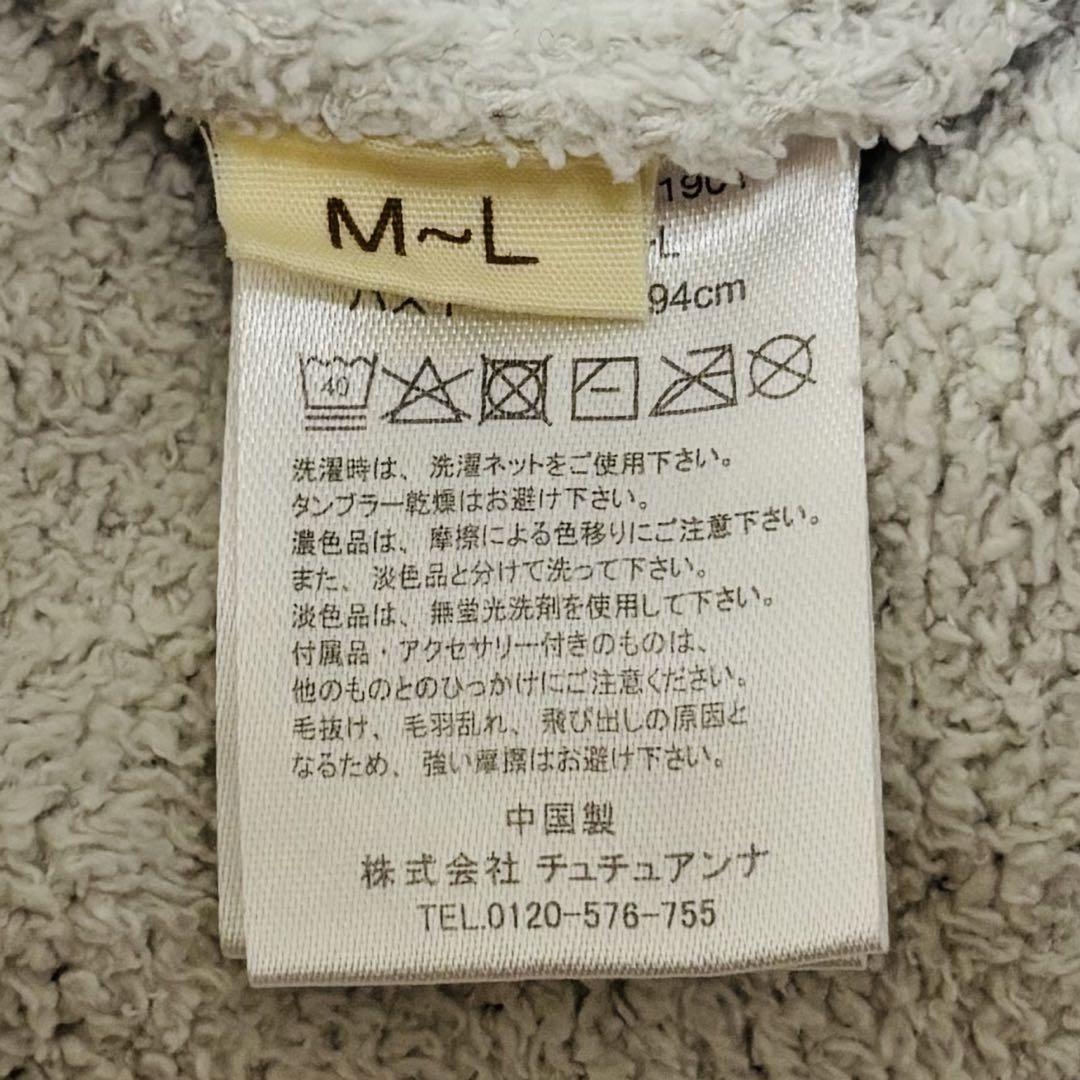 M~L
94cm
40
洗濯時は、洗濯ネットをご使用下さい。
タンブラー乾燥はお避け下さい。
濃色品は、摩擦による色移りにご注意下さい。
また、淡色品と分けて洗って下さい。
淡色品は、無蛍光洗剤を使用して下さい。
付属品・アクセサリー付きのものは、
他のものとのひっかけにご注意ください。
毛抜け、毛羽乱れ、飛び出しの原因と
なるため、強い摩擦はお避け下さい。
中国製
株式会社 チュチュアンナ
TEL.0120-576-755